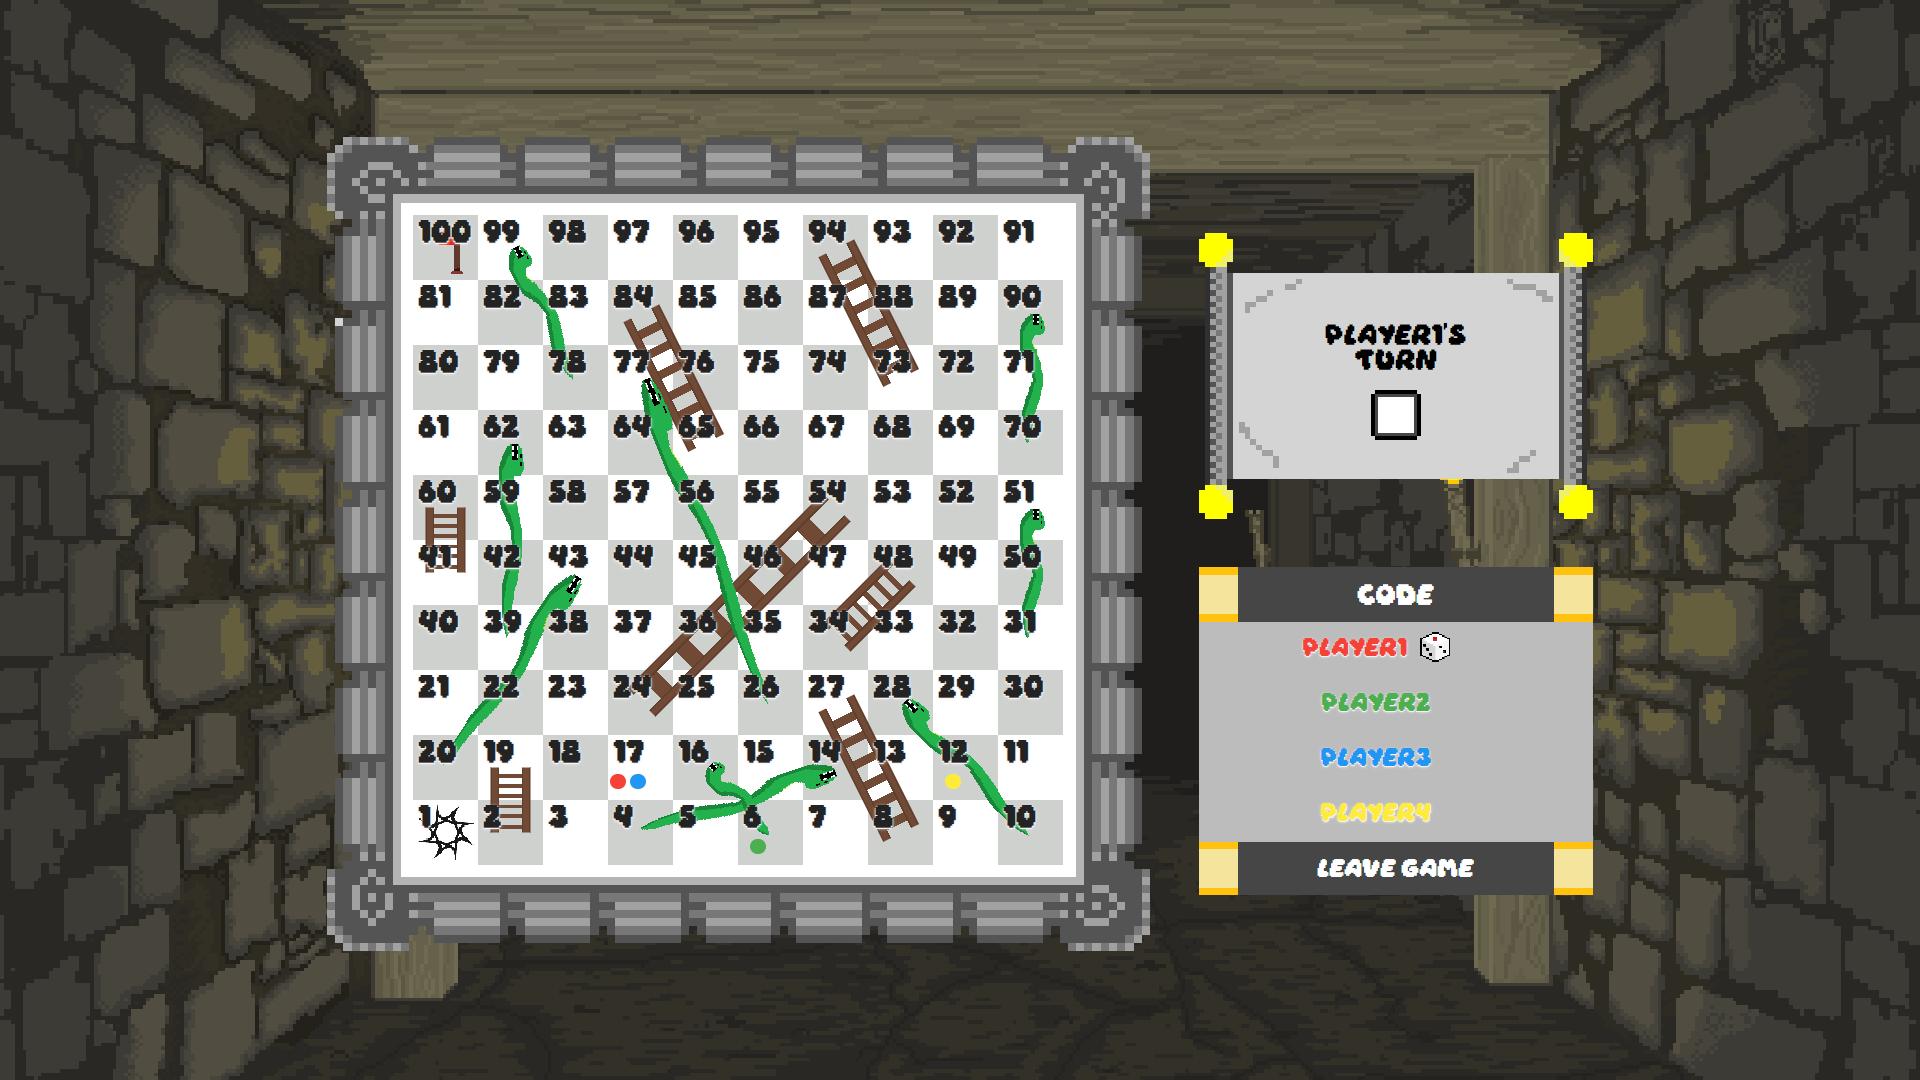 100 99 98 97 96 95 94 93 92 91
81 82 83 84 85 86 87 88 89 90
80 79 78 77 76 75 74 73 72 71
61 62 63 64 65 66 67 68 69 70
60 59 58 57 56 55 54 53 52 51
41 42 43 44 45 46 47 48 49 50
40 39 38 37 36 35 34 33 32 31
21 22 23 24 25 26 27 28 29 30
20 19 18 17 16 15 14 13 12 11
1 2 3 4 5 6 7 8 9 10
PLAYER1'S
TURN
CODE
PLAYER1
PLAYER2
PLAYER3
PLAYER4
LEAVE GAME